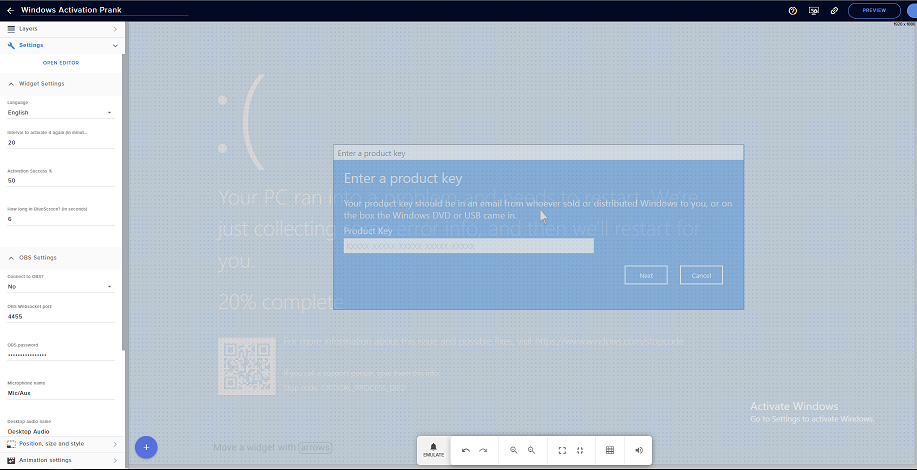 Windows Activation Prank
PREVIEW
1920 x 1080
Layers
Settings
OPEN EDITOR
Widget Settings
Language
English
Interval to activate it again (in minut...
20
Activation Success %
50
How long in BlueScreen? (in seconds)
6
OBS Settings
Connect to OBS?
No
OBS Websocket port
4455
OBS password
••••••••••••••••
Microphone name
Mic/Aux
Desktop audio name
Desktop Audio
Position, size and style
Animation settings
:(
Your PC ran into a problem and needs to restart. We're
just collecting some error info, and then we'll restart for
you.
20% complete
For more information about this issue and possible fixes, visit https://www.windows.com/stopcode
If you call a support person, give them this info:
Stop code: CRITICAL_PROCESS_DIED
Enter a product key
Enter a product key
Your product key should be in an email from whoever sold or distributed Windows to you, or on
the box the Windows DVD or USB came in.
Product Key
XXXXX-XXXXX-XXXXX-XXXXX-XXXXX
Next
Cancel
Activate Windows
Go to Settings to activate Windows.
Move a widget with arrows
EMULATE